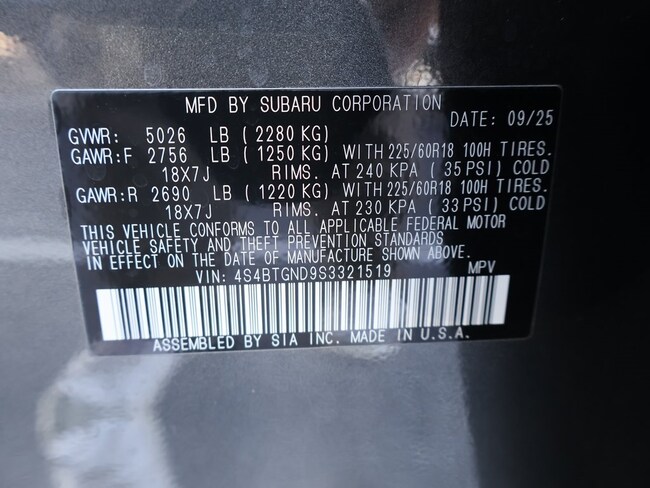 MFD BY SUBARU CORPORATION DATE: 09/25
GVWR: 5026 LB (2280 KG)
GAWR:F 2756 LB (1250 KG) WITH 225/60R18 100H TIRES.
18X7J RIMS. AT 240 KPA (35 PSI) COLD
GAWR:R 2690 LB (1220 KG) WITH 225/60R18 100H TIRES.
18X7J RIMS. AT 230 KPA (33 PSI) COLD
THIS VEHICLE CONFORMS TO ALL APPLICABLE FEDERAL MOTOR
VEHICLE SAFETY AND THEFT PREVENTION STANDARDS
IN EFFECT ON THE DATE OF MANUFACTURE SHOWN ABOVE.
VIN: 4S4BTGND9S3321519 MPV
ASSEMBLED BY SIA INC. MADE IN U.S.A.